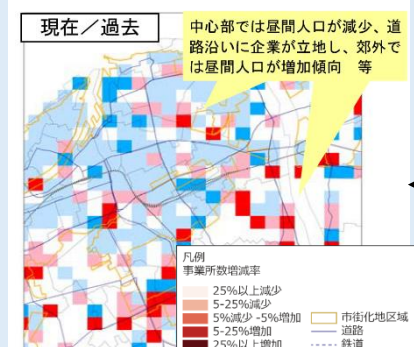 現在／過去
中心部では昼間人口が減少、道
路沿いに企業が立地し、郊外で
は昼間人口が増加傾向　等
凡例
事業所数増減率
25%以上減少
5-25%減少
5%減少 -5%増加
5-25%増加
25%以上増加
市街化地区域
道路
鉄道